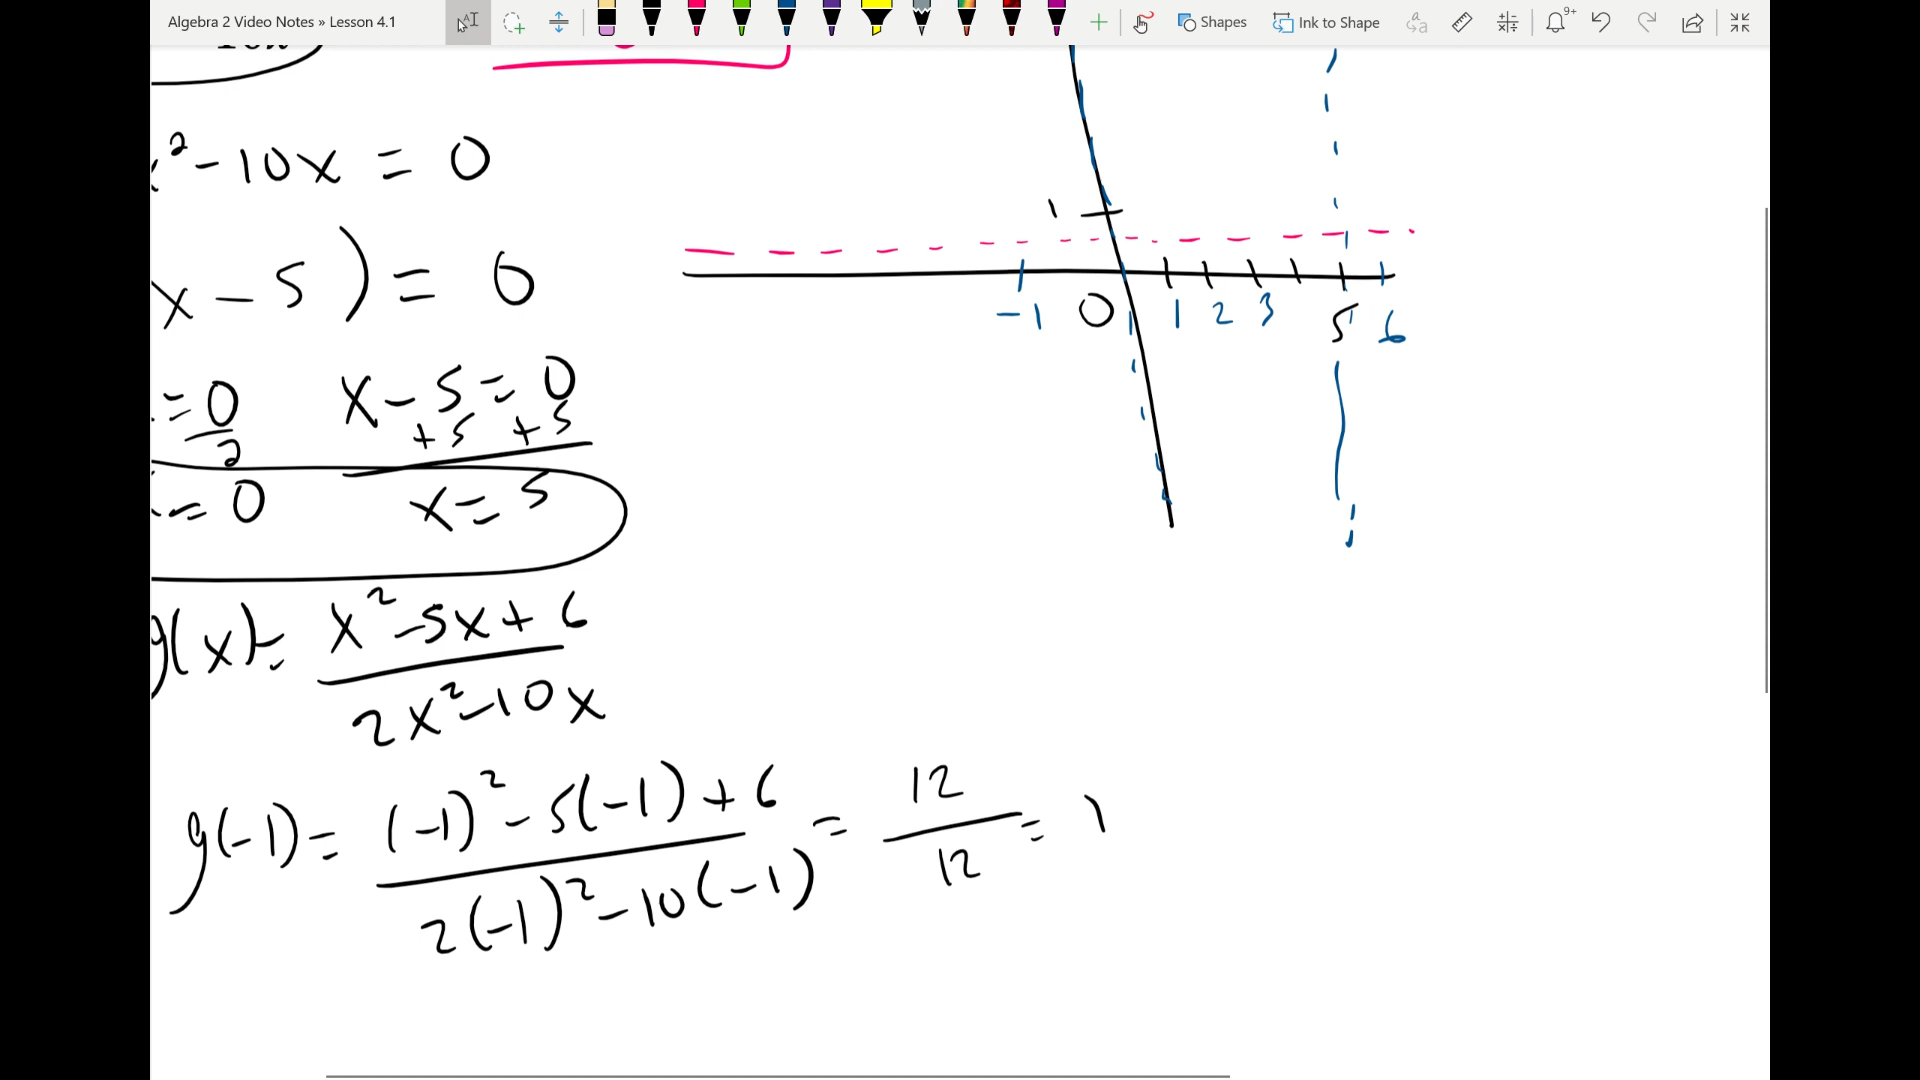 Algebra 2 Video Notes » Lesson 4.1
Shapes
Ink to Shape
9+
² - 10x = 0
x - 5) = 0
= 0
2
x - 5 = 0
+5 +5
= 0
x = 5
g(x) = x² - 5x + 6
2x² - 10x
g(-1) = (-1)² - 5(-1) + 6 = 12 = 1
2(-1)² - 10(-1) 12
1
-1 0 1 2 3 5 6